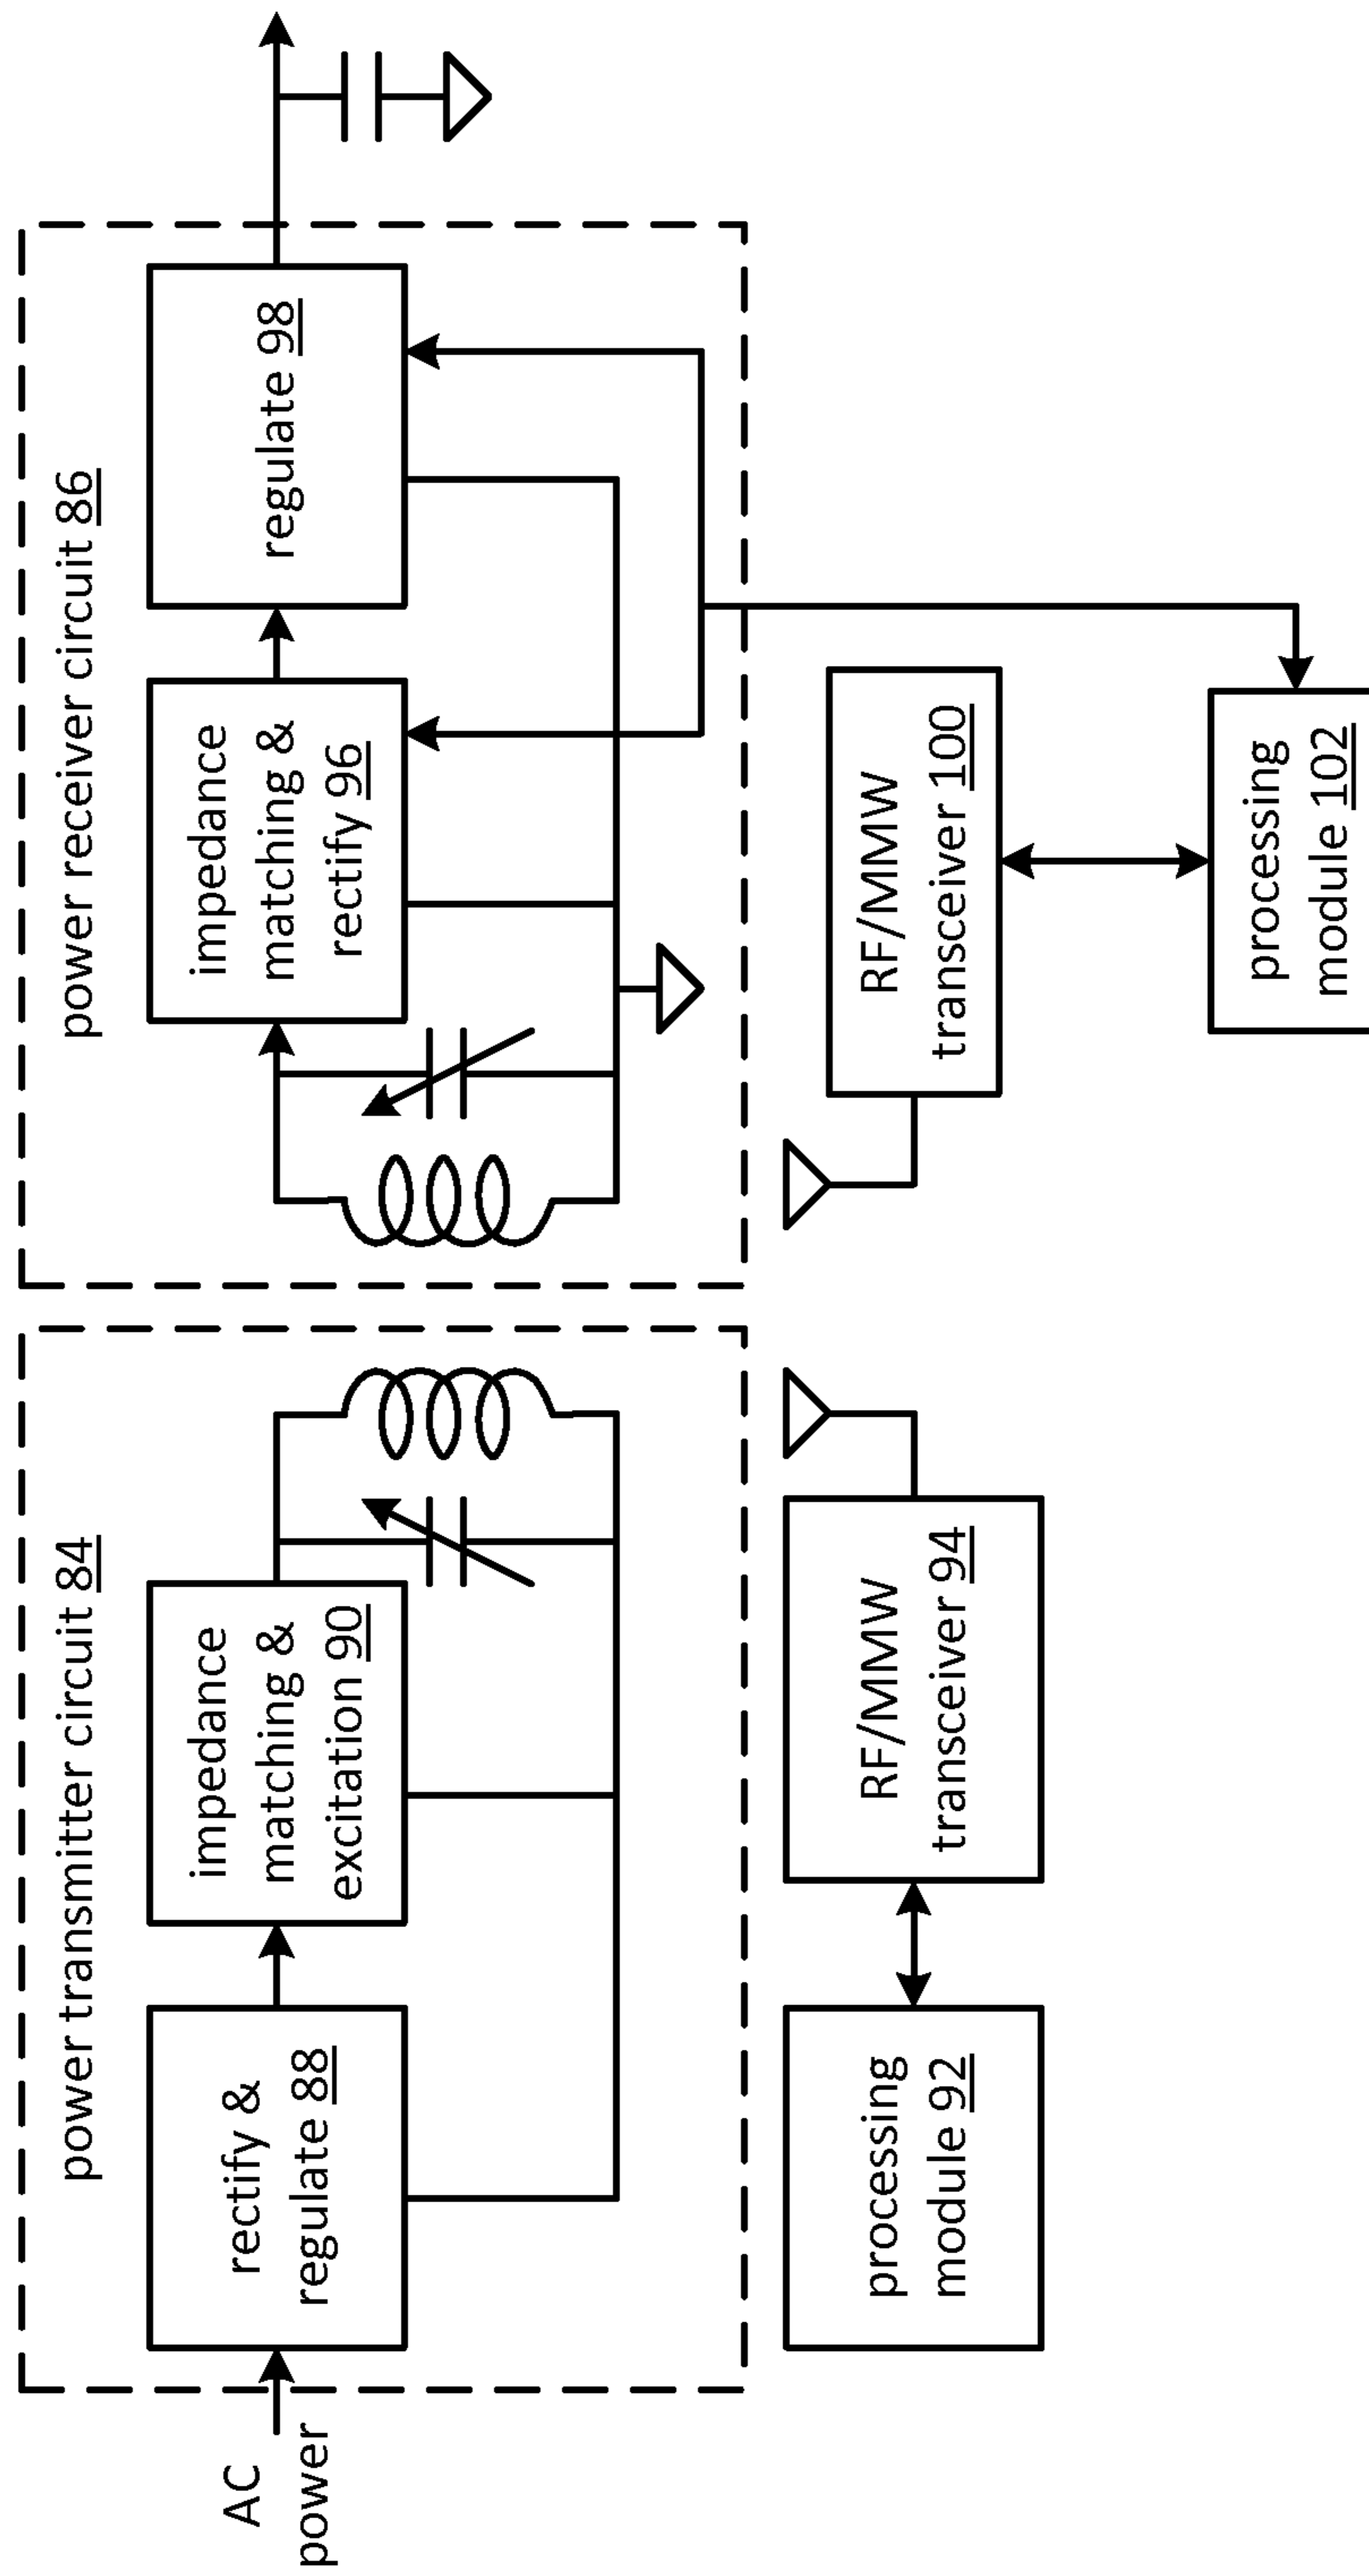 power transmitter circuit 84
AC
power
rectify &
regulate 88
impedance
matching &
excitation 90
processing
module 92
RF/MMW
transceiver 94
power receiver circuit 86
impedance
matching &
rectify 96
regulate 98
RF/MMW
transceiver 100
processing
module 102